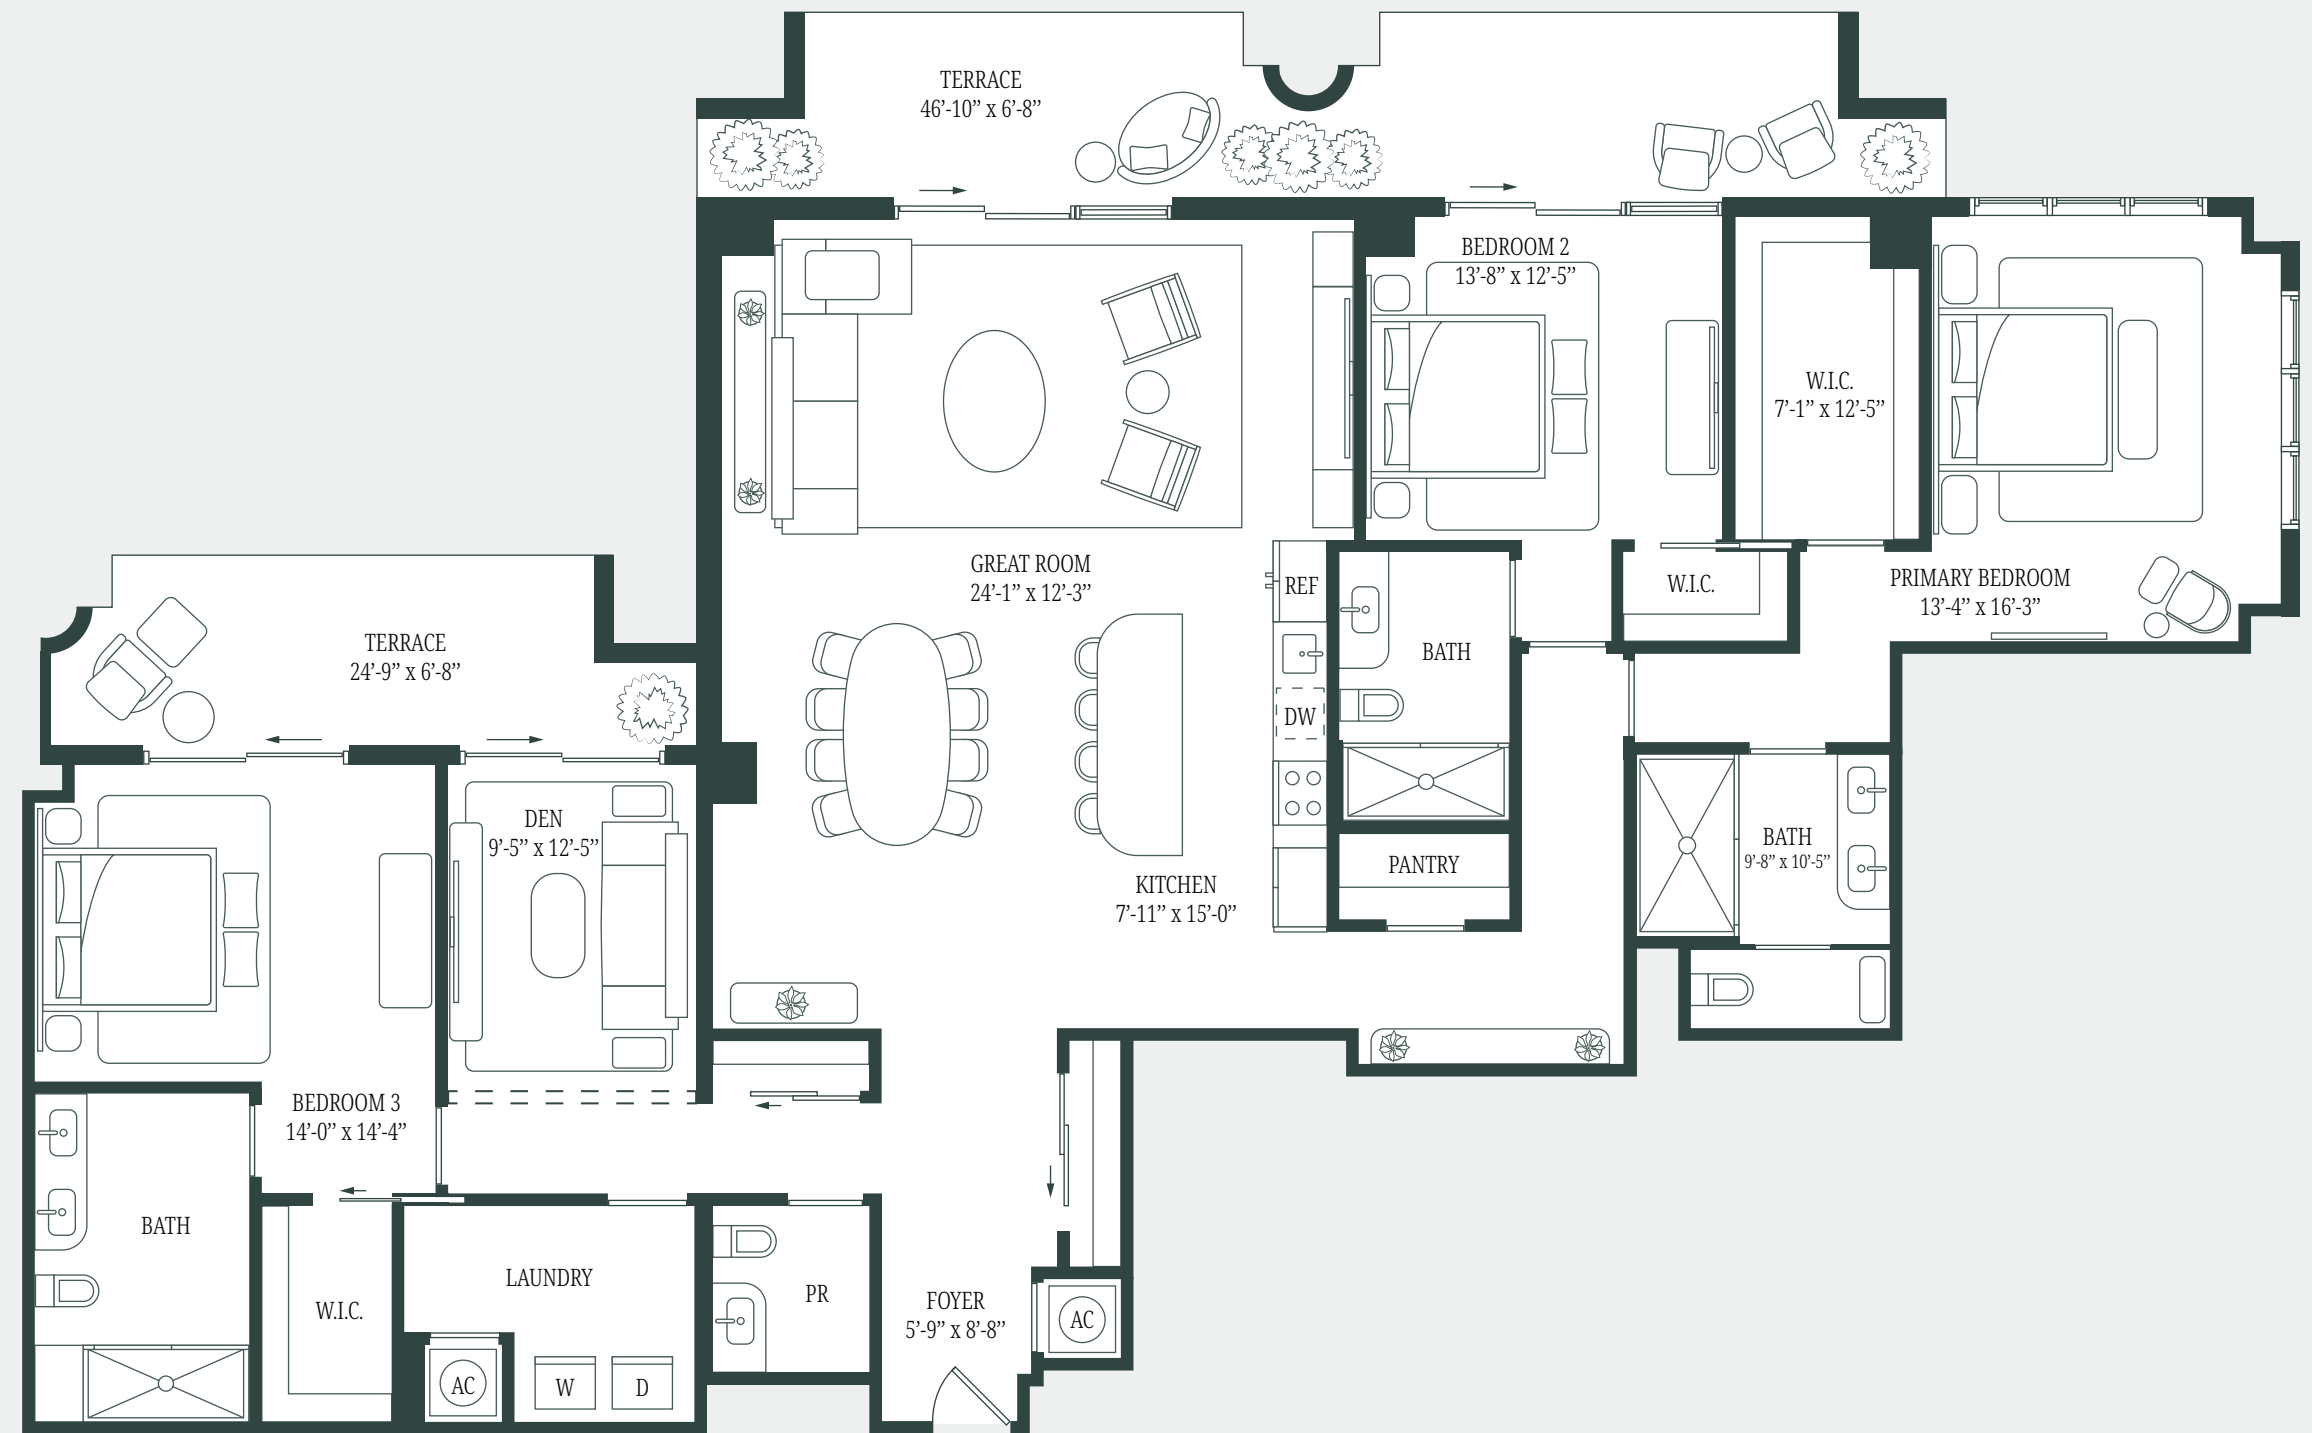 TERRACE
46’-10” x 6’-8”
BEDROOM 2
13’-8” x 12’-5”
W.I.C.
7’-1” x 12’-5”
GREAT ROOM
24’-1” x 12’-3”
REF
W.I.C.
PRIMARY BEDROOM
13’-4” x 16’-3”
TERRACE
24’-9” x 6’-8”
BATH
DW
DEN
9’-5” x 12’-5”
BATH
9’-8” x 10’-5”
PANTRY
KITCHEN
7’-11” x 15’-0”
BEDROOM 3
14’-0” x 14’-4”
BATH
LAUNDRY
W.I.C.
PR
FOYER
5’-9” x 8’-8”
AC
AC
W
D